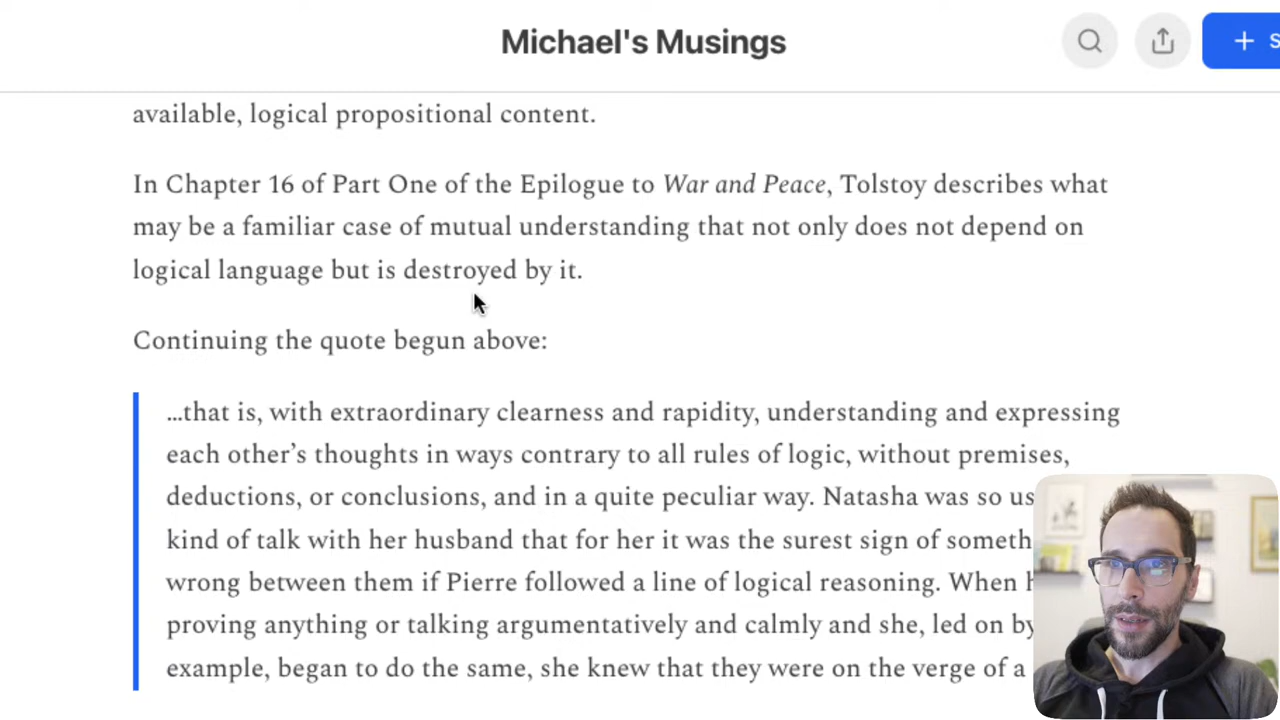 Michael's Musings
+ S
available, logical propositional content.
In Chapter 16 of Part One of the Epilogue to War and Peace, Tolstoy describes what
may be a familiar case of mutual understanding that not only does not depend on
logical language but is destroyed by it.
Continuing the quote begun above:
…that is, with extraordinary clearness and rapidity, understanding and expressing
each other’s thoughts in ways contrary to all rules of logic, without premises,
deductions, or conclusions, and in a quite peculiar way. Natasha was so
kind of talk with her husband that for her it was the surest sign of
wrong between them if Pierre followed a line of logical reasoning. When
proving anything or talking argumentatively and calmly and she, led on by
example, began to do the same, she knew that they were on the verge of a